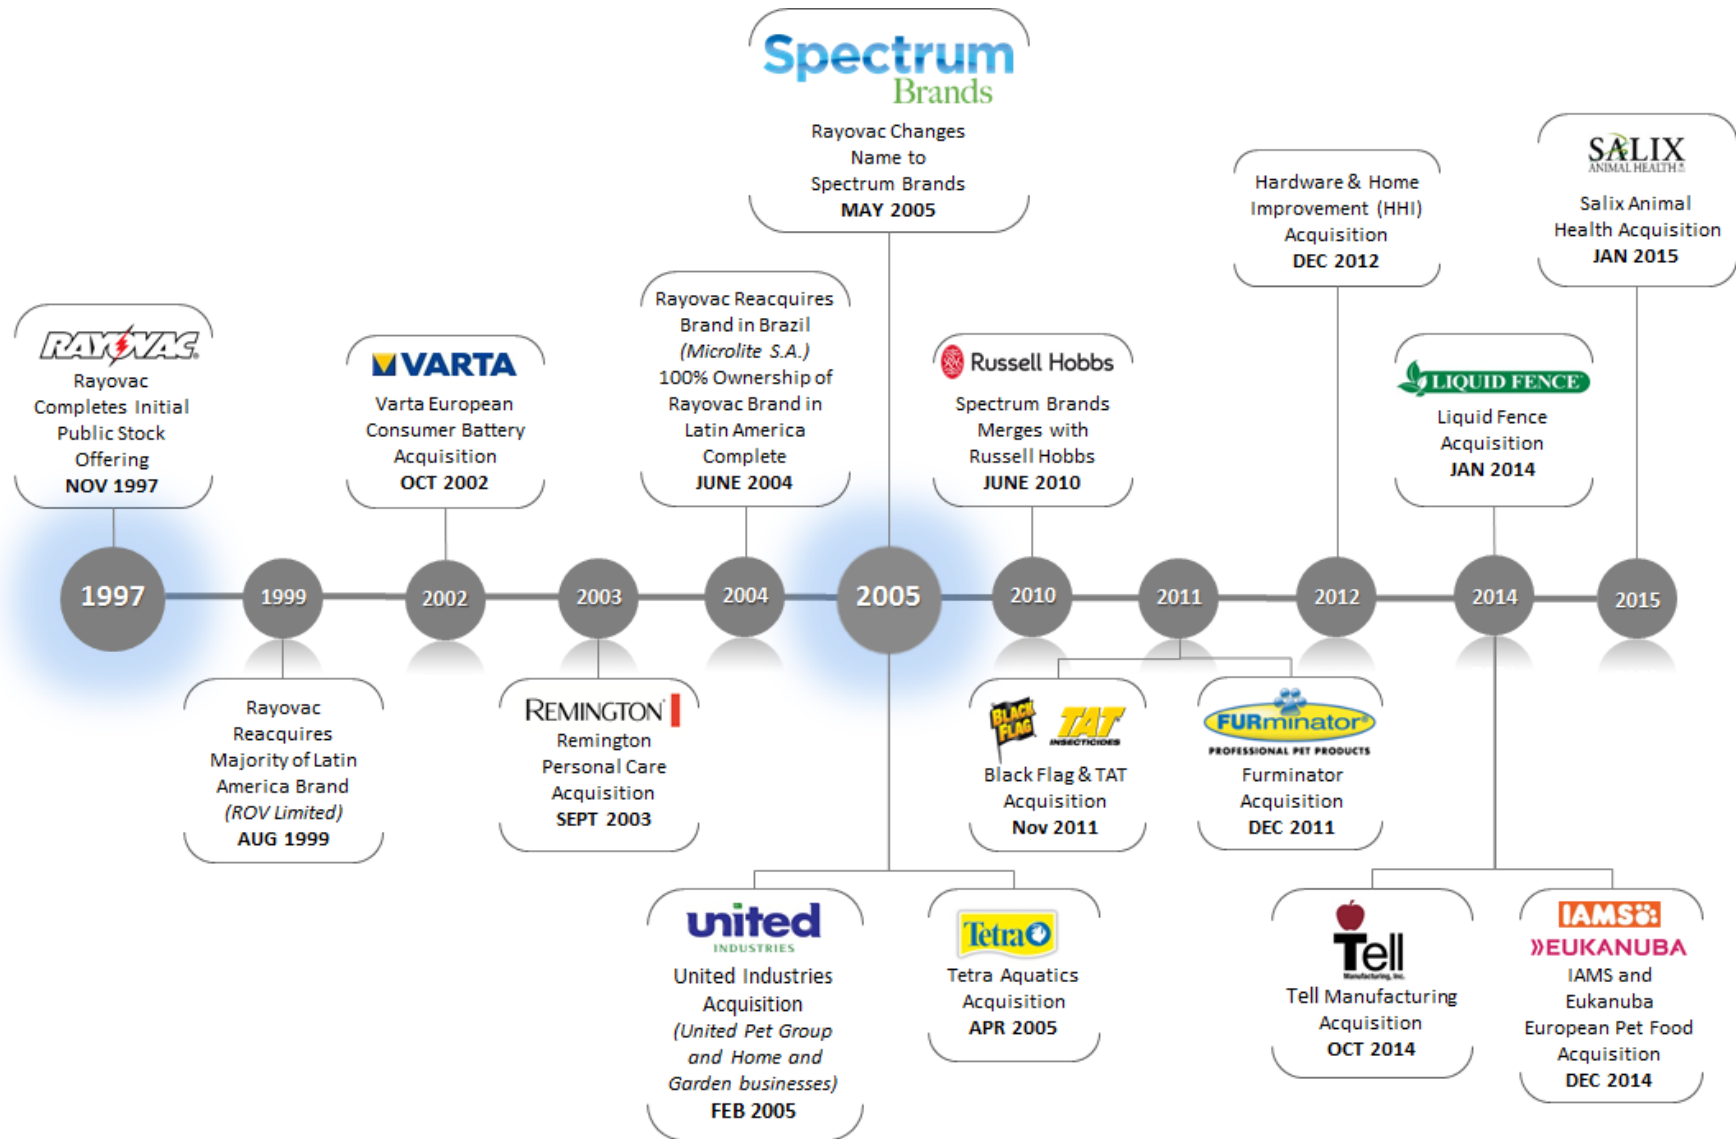 Spectrum
Brands
Rayovac Changes
Name to
Spectrum Brands
MAY 2005
SALIX
ANIMAL HEALTH
Salix Animal
Health Acquisition
JAN 2015
Hardware & Home
Improvement (HHI)
Acquisition
DEC 2012
Rayovac Reacquires
Brand in Brazil
(Microlite S.A.)
100% Ownership of
Rayovac Brand in
Latin America
Complete
JUNE 2004
RAYOVAC®
Rayovac
Completes Initial
Public Stock
Offering
NOV 1997
VARTA
Varta European
Consumer Battery
Acquisition
OCT 2002
Russell Hobbs
Spectrum Brands
Merges with
Russell Hobbs
JUNE 2010
LIQUID FENCE
Liquid Fence
Acquisition
JAN 2014
1997
1999
2002
2003
2004
2005
2010
2011
2012
2014
2015
Rayovac
Reacquires
Majority of Latin
America Brand
(ROV Limited)
AUG 1999
REMINGTON
Remington
Personal Care
Acquisition
SEPT 2003
BLACK
FLAG
TAT
INSECTICIDES
Black Flag & TAT
Acquisition
Nov 2011
FURminator®
PROFESSIONAL PET PRODUCTS
Furminator
Acquisition
DEC 2011
united
INDUSTRIES
United Industries
Acquisition
(United Pet Group
and Home and
Garden businesses)
FEB 2005
Tetra
Tetra Aquatics
Acquisition
APR 2005
Tell
Manufacturing, Inc.
Tell Manufacturing
Acquisition
OCT 2014
IAMS
»EUKANUBA
IAMS and
Eukanuba
European Pet Food
Acquisition
DEC 2014